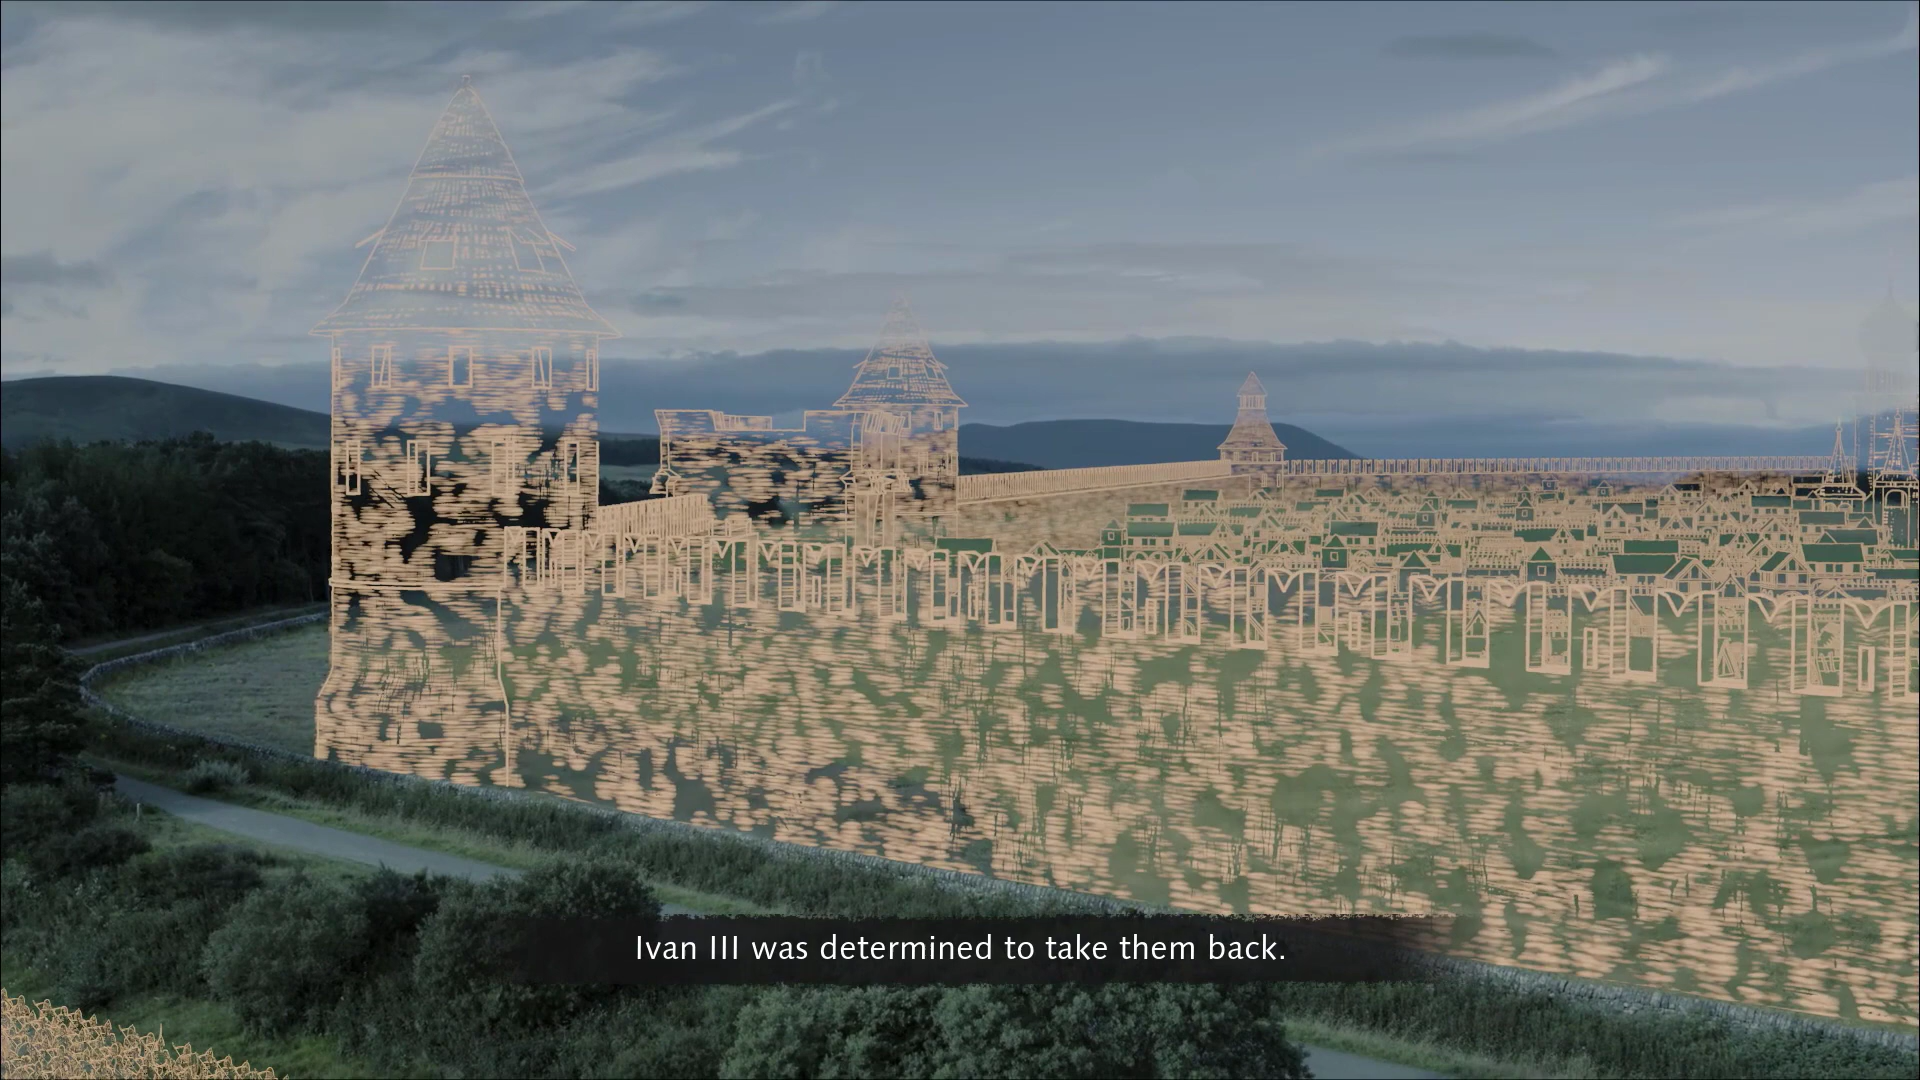 Ivan III was determined to take them back.